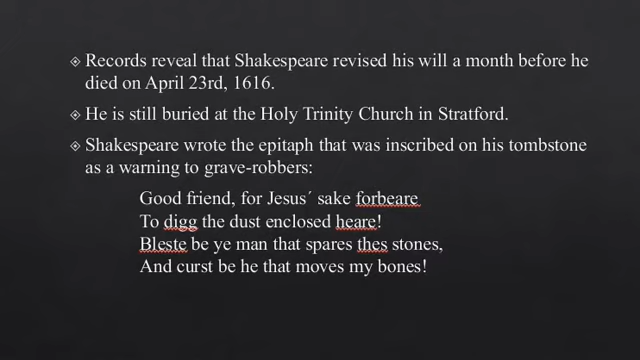 Records reveal that Shakespeare revised his will a month before he
died on April 23rd, 1616.
He is still buried at the Holy Trinity Church in Stratford.
Shakespeare wrote the epitaph that was inscribed on his tombstone
as a warning to grave-robbers:
Good friend, for Jesus´ sake forbeare
To digg the dust enclosed heare!
Bleste be ye man that spares thes stones,
And curst be he that moves my bones!